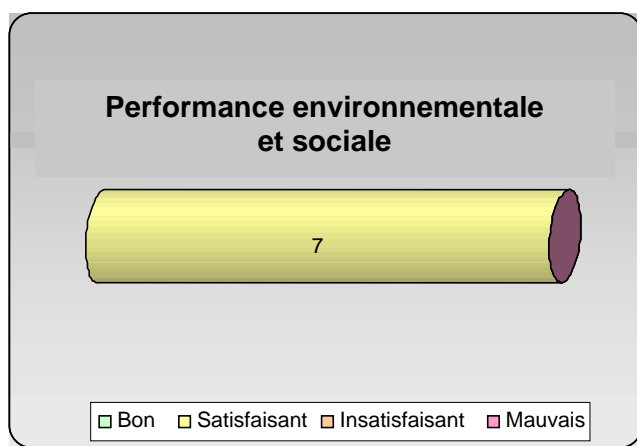 Performance environnementale
et sociale
7
Bon Satisfaisant Insatisfaisant Mauvais